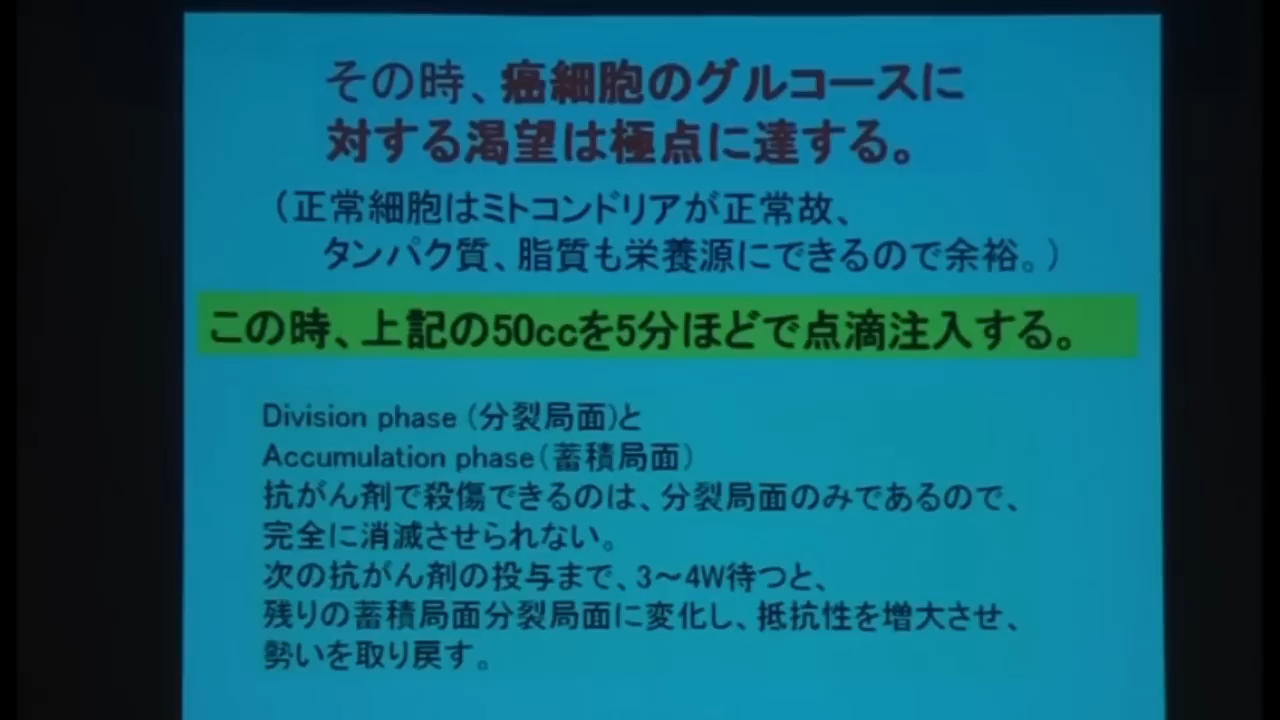 その時、癌細胞のグルコースに
対する渇望は極点に達する。
（正常細胞はミトコンドリアが正常故、
タンパク質、脂質も栄養源にできるので余裕。）
この時、上記の50ccを5分ほどで点滴注入する。
Division phase (分裂局面)と
Accumulation phase（蓄積局面）
抗がん剤で殺傷できるのは、分裂局面のみであるので、
完全に消滅させられない。
次の抗がん剤の投与まで、3〜4W待つと、
残りの蓄積局面分裂局面に変化し、抵抗性を増大させ、
勢いを取り戻す。